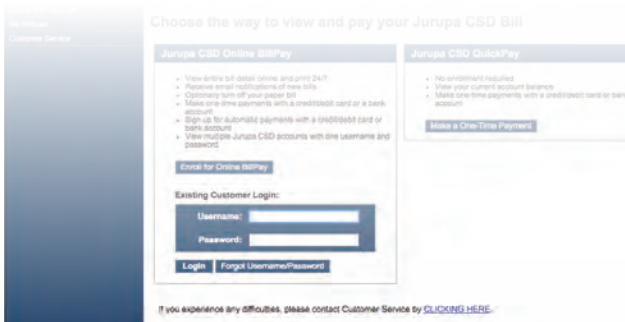 Customer Service
Choose the way to view and pay your Jurupa CSD Bill
Jurupa CSD Online BillPay
View entire bill detail online and print 24/7
Receive email notifications of new bills
Optionally turn off your paper bill
Make one-time payments with a credit/debit card or a bank
account
Sign up for automatic payments with a credit/debit card or
bank account
View multiple Jurupa CSD accounts with one username and
password
Enroll for Online BillPay
Existing Customer Login:
Username:
Password:
Login Forgot Username/Password
Jurupa CSD QuickPay
No enrollment required
View your current account balance
Make one-time payments with a credit/debit card or ban
account
Make a One-Time Payment
If you experience any difficulties, please contact Customer Service by CLICKING HERE.